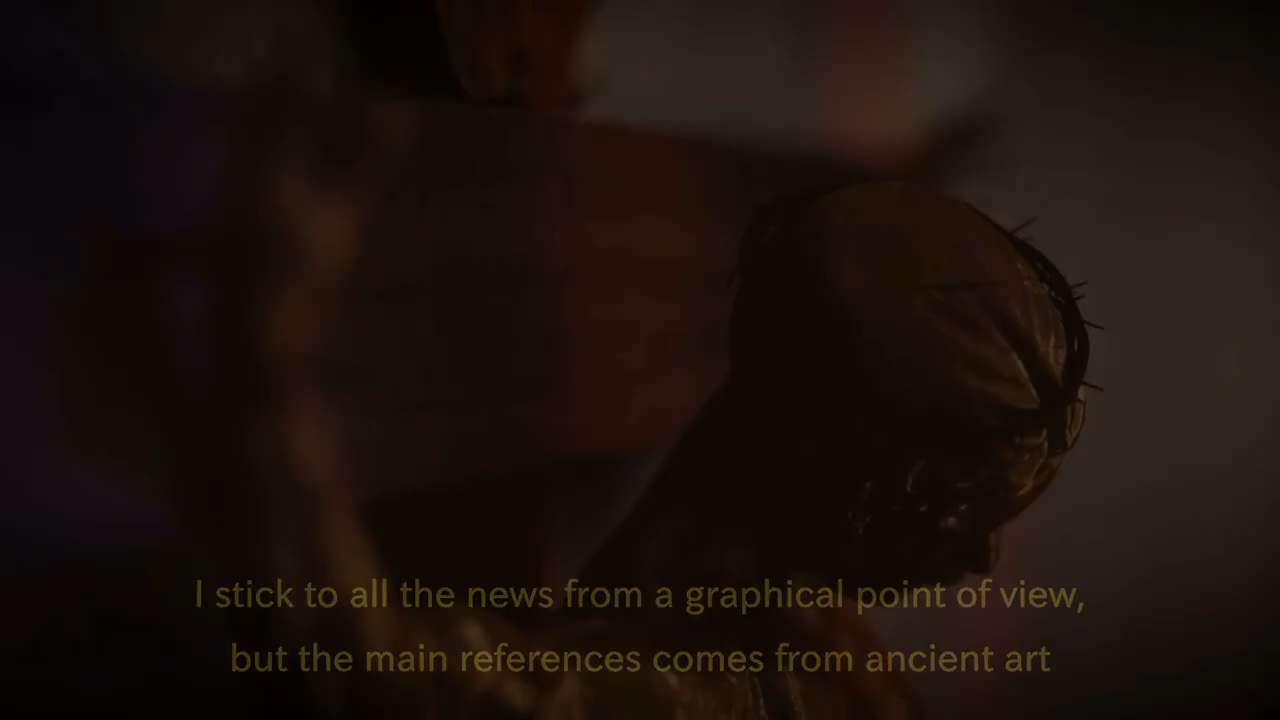 I stick to all the news from a graphical point of view,
but the main references comes from ancient art